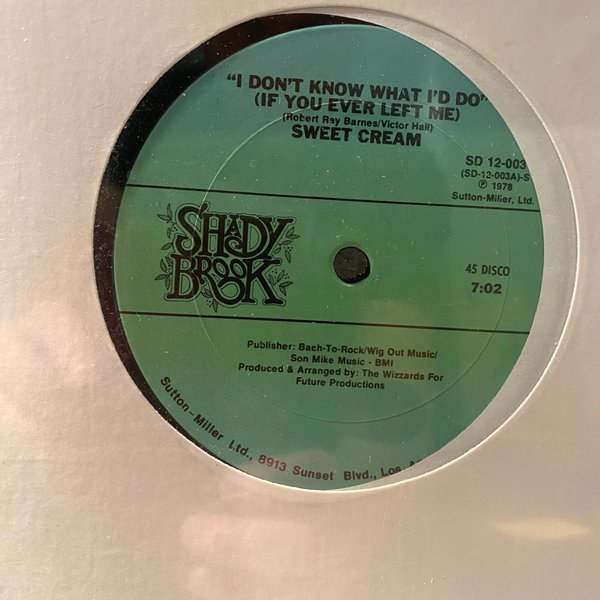 "I DON'T KNOW WHAT I'D DO"
(IF YOU EVER LEFT ME)
(Robert Ray Barnes/Victor Hall)
SWEET CREAM
SD 12-003
(SD-12-003A)-S
Ⓟ 1978
Sutton-Miller, Ltd.
SHADY
BROOK
45 DISCO
7:02
Publisher: Bach-To-Rock/Wig Out Music/
Son Mike Music - BMI
Produced & Arranged by: The Wizzards For
Future Productions
Sutton-Miller Ltd., 8913 Sunset Blvd., Los